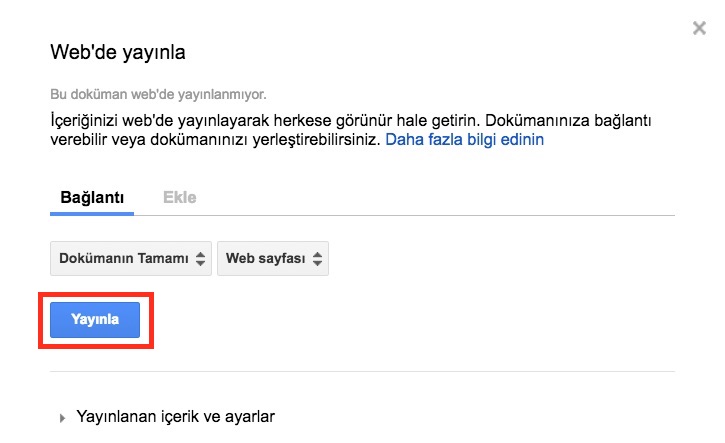 Web'de yayınla
Bu doküman web'de yayınlanmıyor.
İçeriğinizi web'de yayınlayarak herkese görünür hale getirin. Dokümanınıza bağlantı
verebilir veya dokümanınızı yerleştirebilirsiniz. Daha fazla bilgi edinin
Bağlantı Ekle
Dokümanın Tamamı Web sayfası
Yayınla
Yayınlanan içerik ve ayarlar